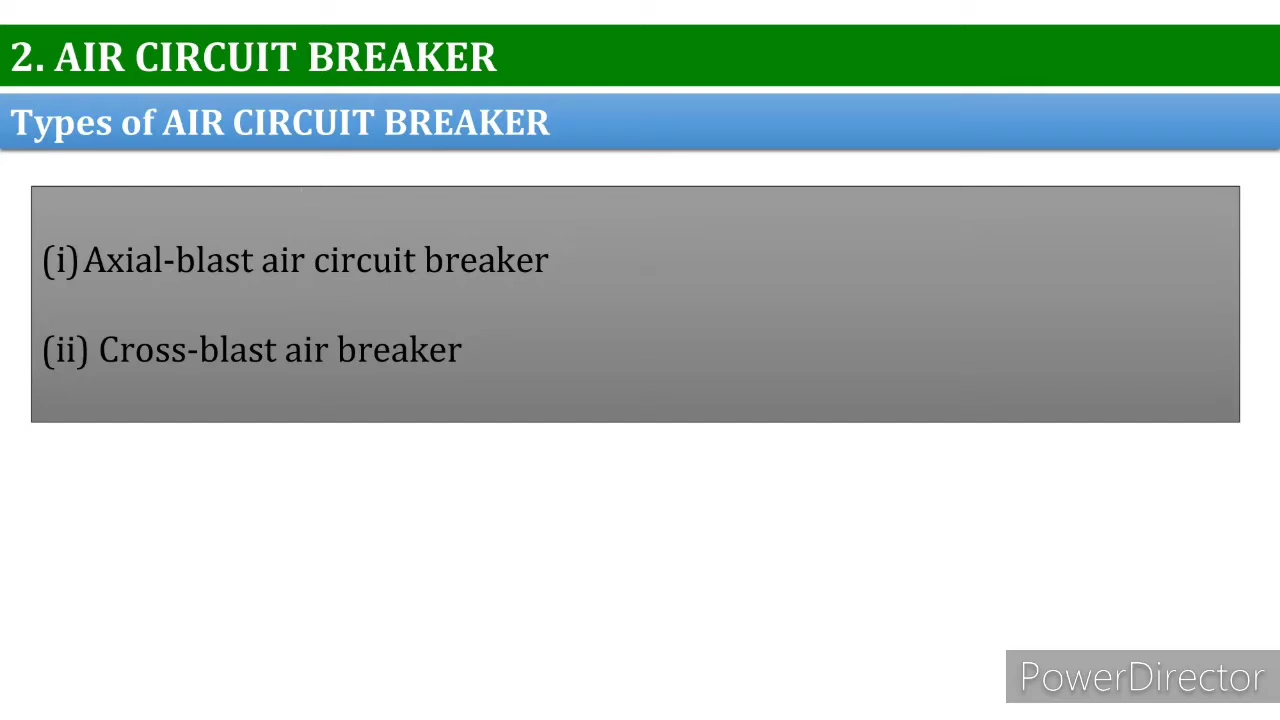 2. AIR CIRCUIT BREAKER
Types of AIR CIRCUIT BREAKER
(i) Axial-blast air circuit breaker
(ii) Cross-blast air breaker
PowerDirector